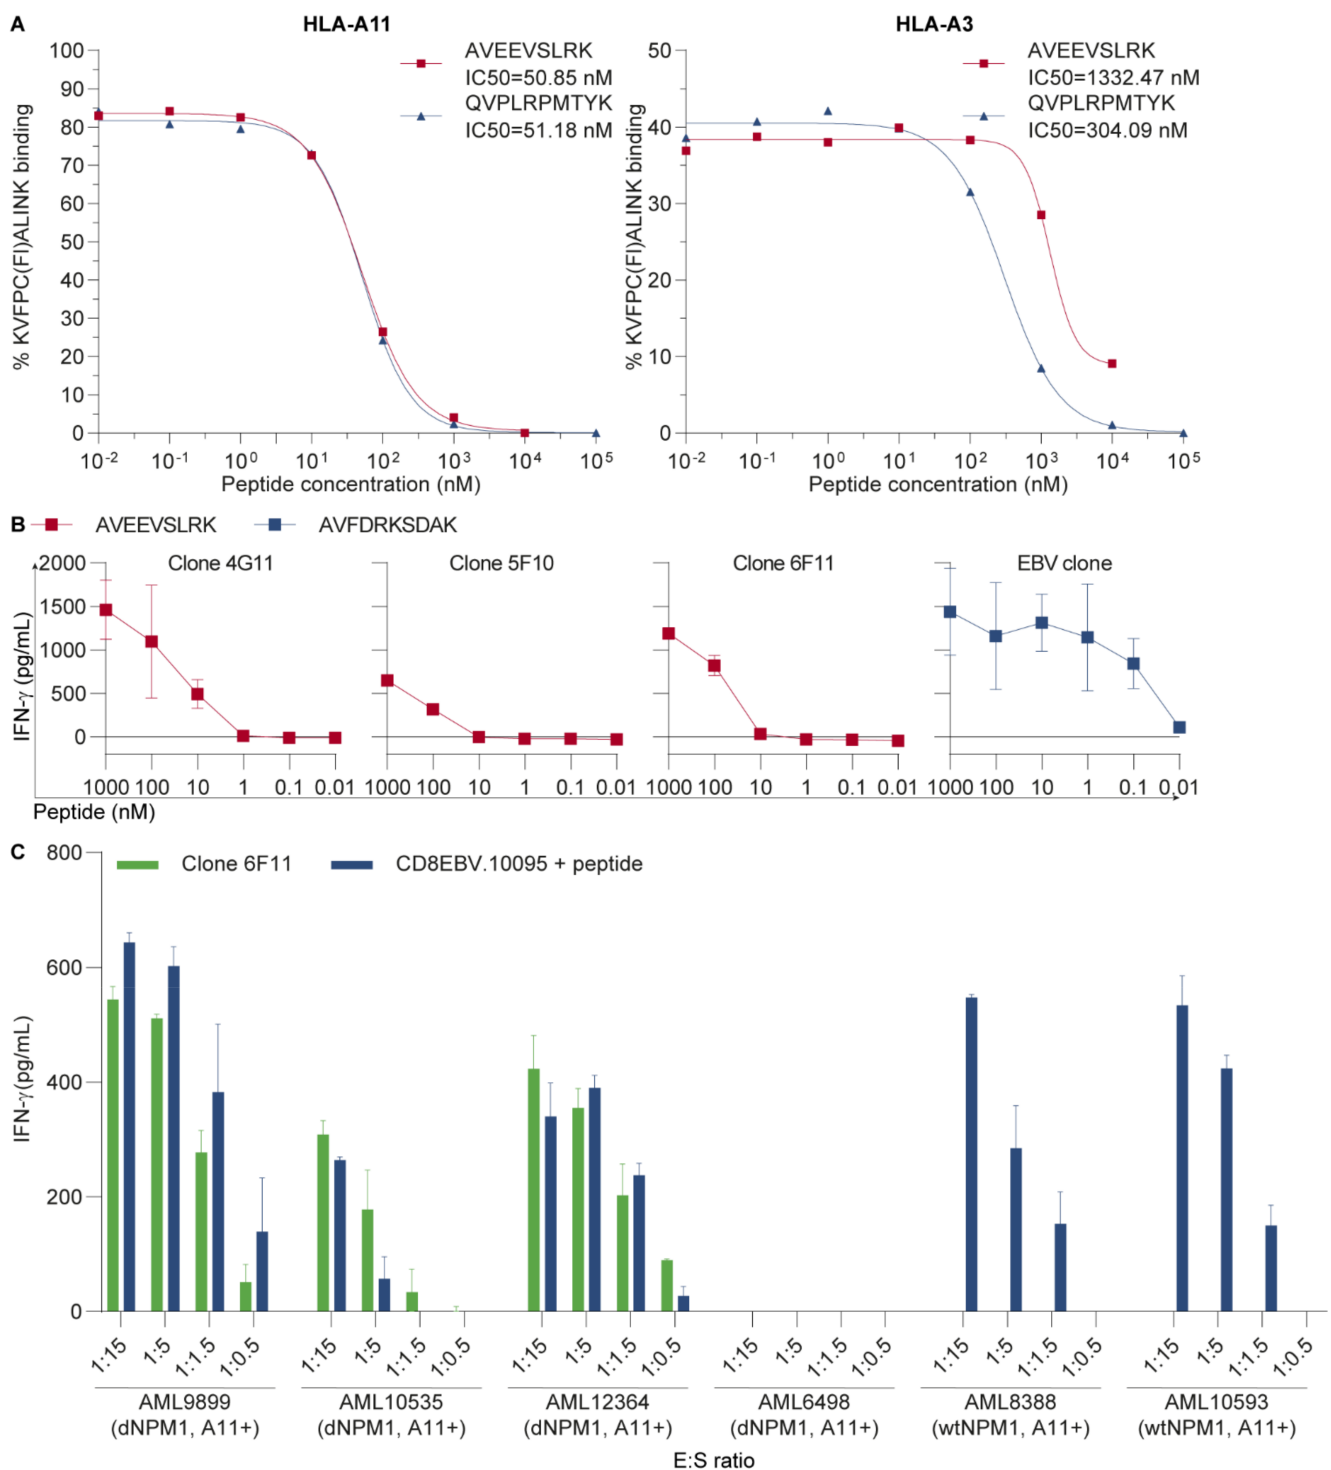 A
HLA-A11
HLA-A3
AVEEVSLRK
IC50=50.85 nM
QVPLRPMTYK
IC50=51.18 nM
100
90
80
70
60
50
40
30
20
10
0
% KVFPC(Fl)ALINK binding
10-2 10-1 100 101 102 103 104 105
Peptide concentration (nM)
AVEEVSLRK
IC50=1332.47 nM
QVPLRPMTYK
IC50=304.09 nM
50
40
30
20
10
0
% KVFPC(Fl)ALINK binding
10-2 10-1 100 101 102 103 104 105
Peptide concentration (nM)
B
AVEEVSLRK AVFDRKSDAK
Clone 4G11 Clone 5F10 Clone 6F11 EBV clone
2000
1500
1000
500
0
IFN-γ (pg/mL)
1000 100 10 1 0.1 0.01 1000 100 10 1 0.1 0.01 1000 100 10 1 0.1 0.01 1000 100 10 1 0.1 0.01
Peptide (nM)
C
Clone 6F11 CD8EBV.10095 + peptide
800
600
400
200
0
IFN-γ (pg/mL)
1:15 1:5 1:1.5 1:0.5 1:15 1:5 1:1.5 1:0.5 1:15 1:5 1:1.5 1:0.5 1:15 1:5 1:1.5 1:0.5 1:15 1:5 1:1.5 1:0.5 1:15 1:5 1:1.5 1:0.5
AML9899 AML10535 AML12364 AML6498 AML8388 AML10593
(dNPM1, A11+) (dNPM1, A11+) (dNPM1, A11+) (dNPM1, A11+) (wtNPM1, A11+) (wtNPM1, A11+)
E:S ratio